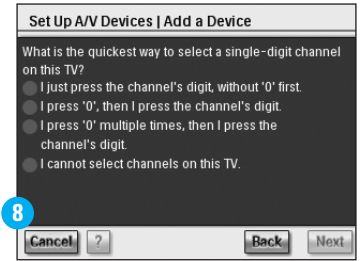 Set Up A/V Devices | Add a Device
What is the quickest way to select a single-digit channel
on this TV?
I just press the channel's digit, without '0' first.
I press '0', then I press the channel's digit.
I press '0' multiple times, then I press the
channel's digit.
I cannot select channels on this TV.
8
Cancel ? Back Next